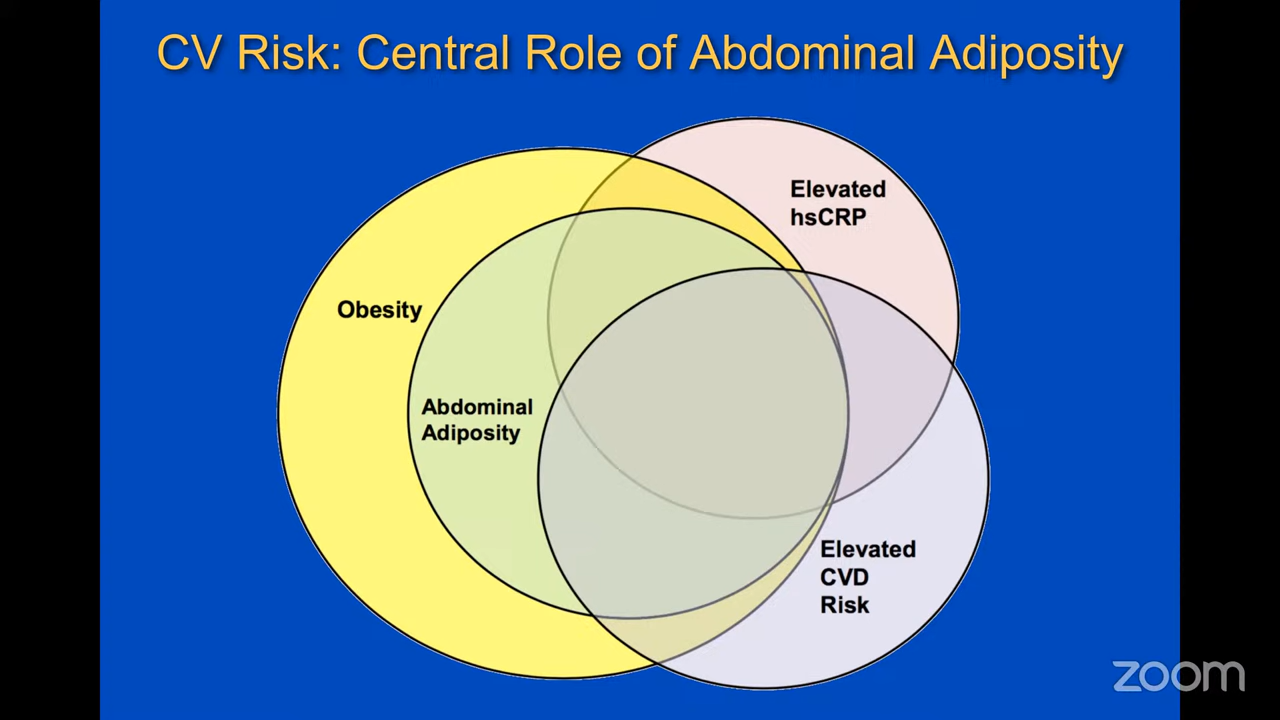 CV Risk: Central Role of Abdominal Adiposity
Elevated
hsCRP
Obesity
Abdominal
Adiposity
Elevated
CVD
Risk
zoom